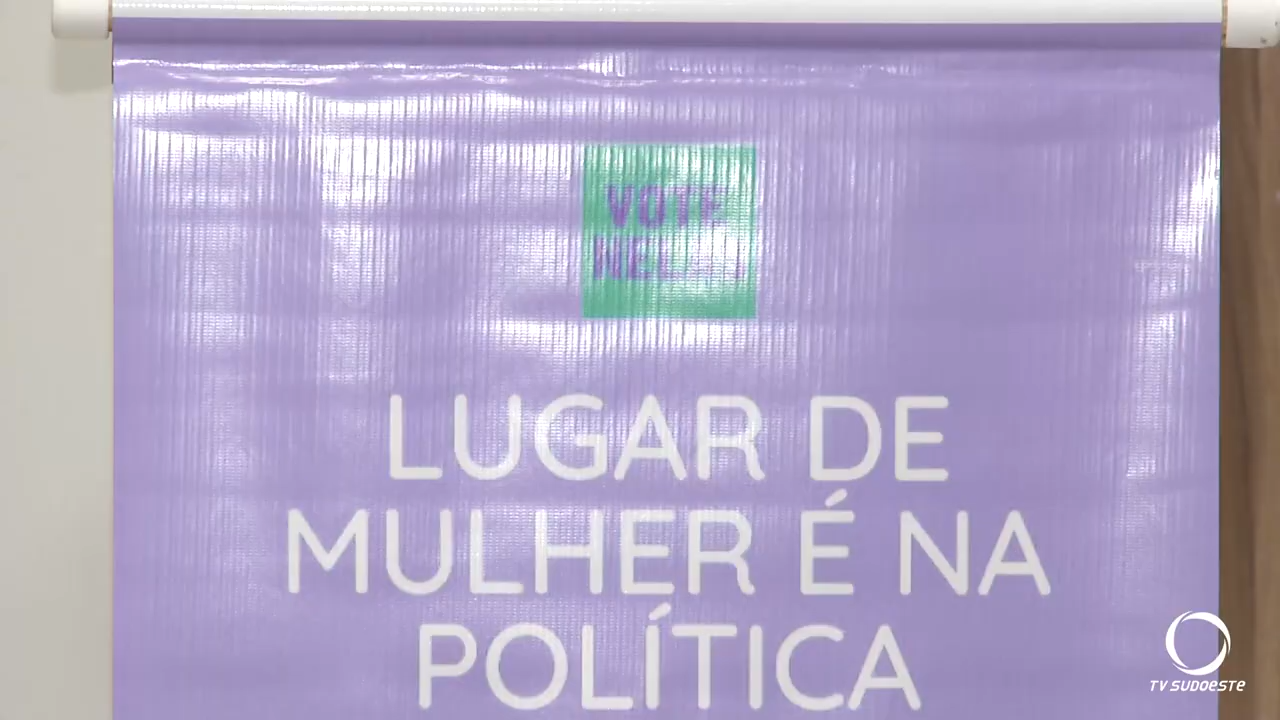 VOTE
LUGAR DE
MULHER É NA
POLÍTICA
TV SUDOESTE